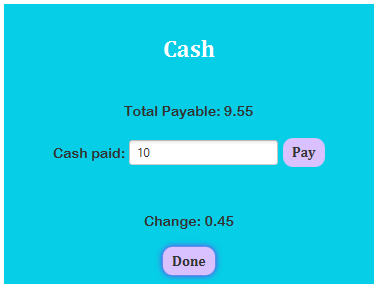 Cash
Total Payable: 9.55
Cash paid: 10 Pay
Change: 0.45
Done